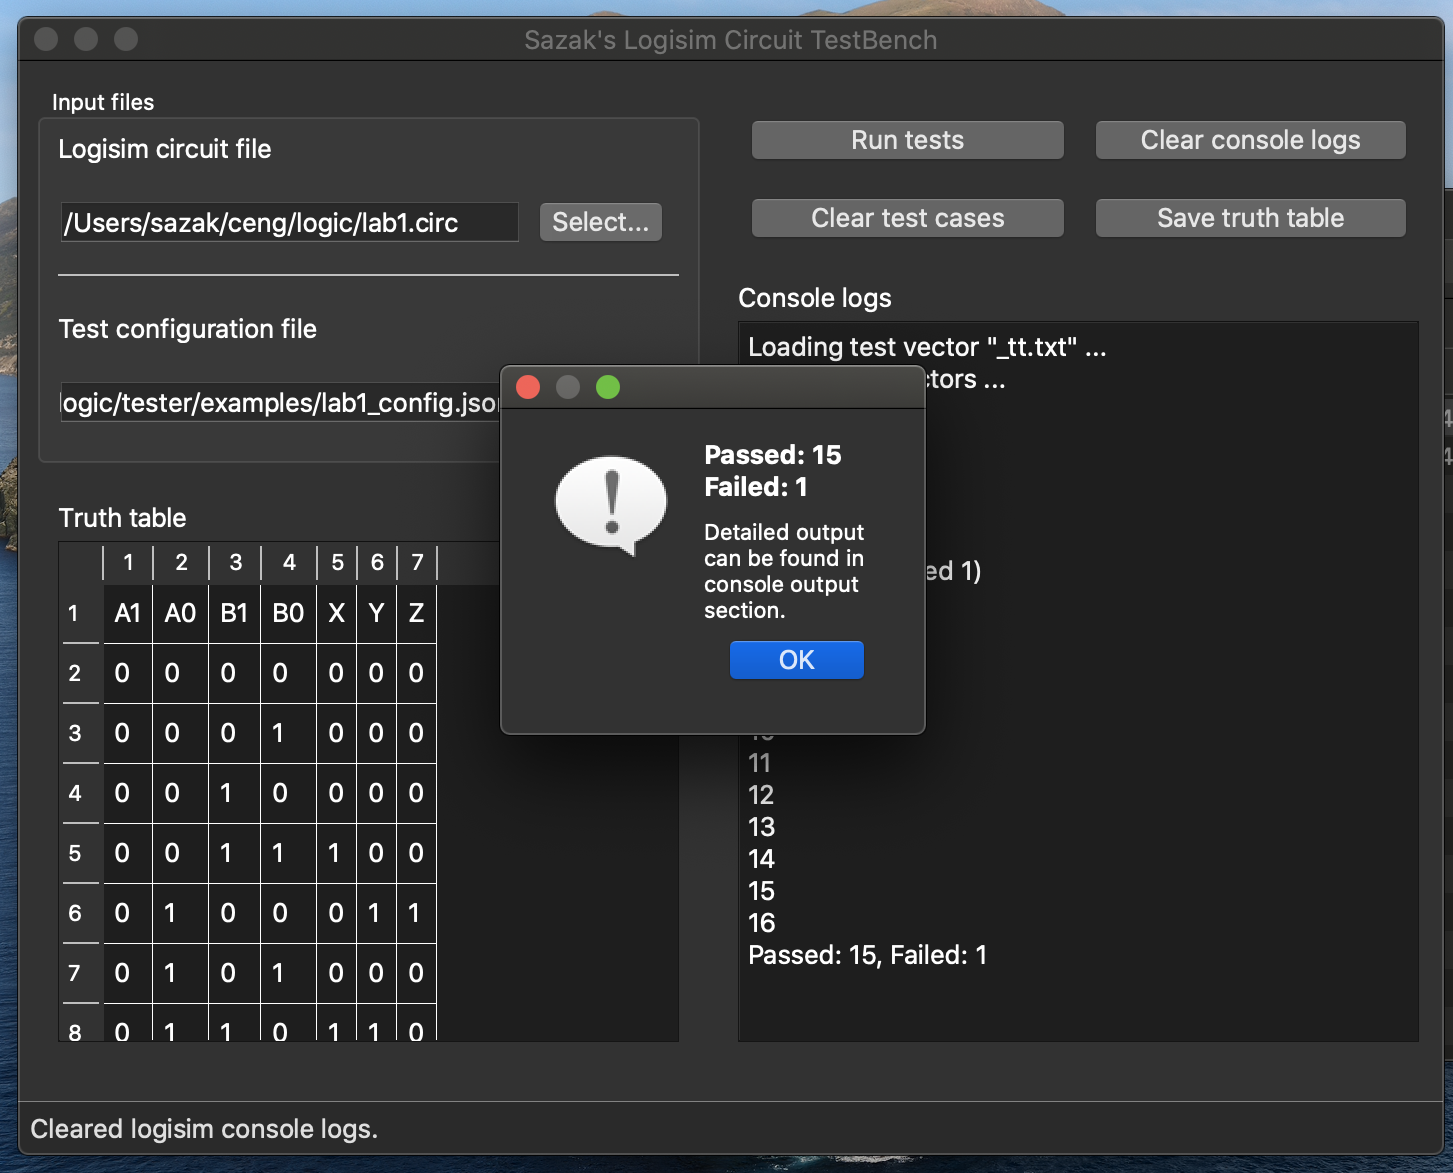 Sazak's Logisim Circuit TestBench
Input files
Logisim circuit file
/Users/sazak/ceng/logic/lab1.circ
Select...
Test configuration file
ogic/tester/examples/lab1_config.jso
Run tests
Clear console logs
Clear test cases
Save truth table
Console logs
Loading test vector "_tt.txt" ...
ctors ...
ed 1)
11
12
13
14
15
16
Passed: 15, Failed: 1
Passed: 15
Failed: 1
Detailed output
can be found in
console output
section.
OK
Truth table
1 2 3 4 5 6 7
1 A1 A0 B1 B0 X Y Z
2 0 0 0 0 0 0 0
3 0 0 0 1 0 0 0
4 0 0 1 0 0 0 0
5 0 0 1 1 1 0 0
6 0 1 0 0 0 1 1
7 0 1 0 1 0 0 0
8 0 1 1 0 1 1 0
Cleared logisim console logs.